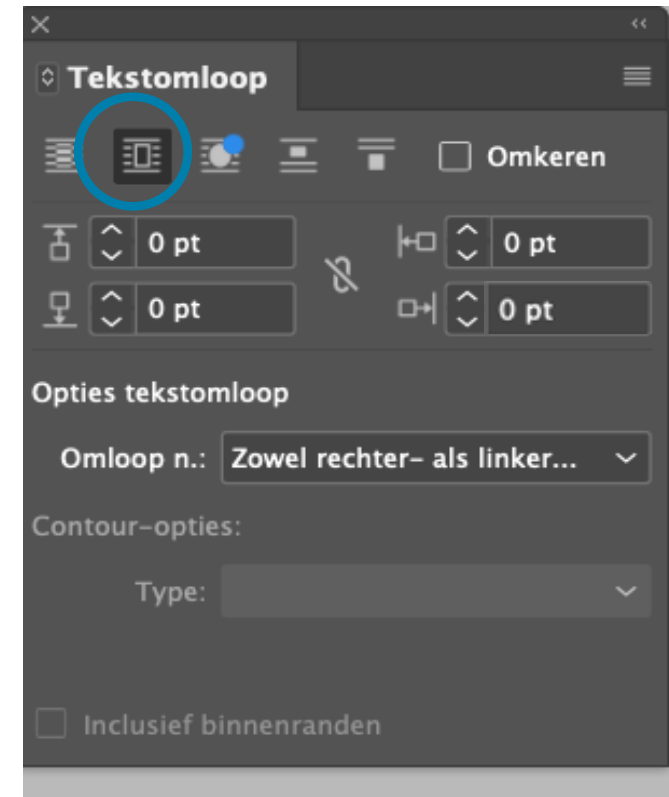 Tekstomloop
Omkeren
0 pt
0 pt
0 pt
0 pt
Opties tekstomloop
Omloop n.: Zowel rechter- als linker...
Contour-opties:
Type:
Inclusief binnenranden